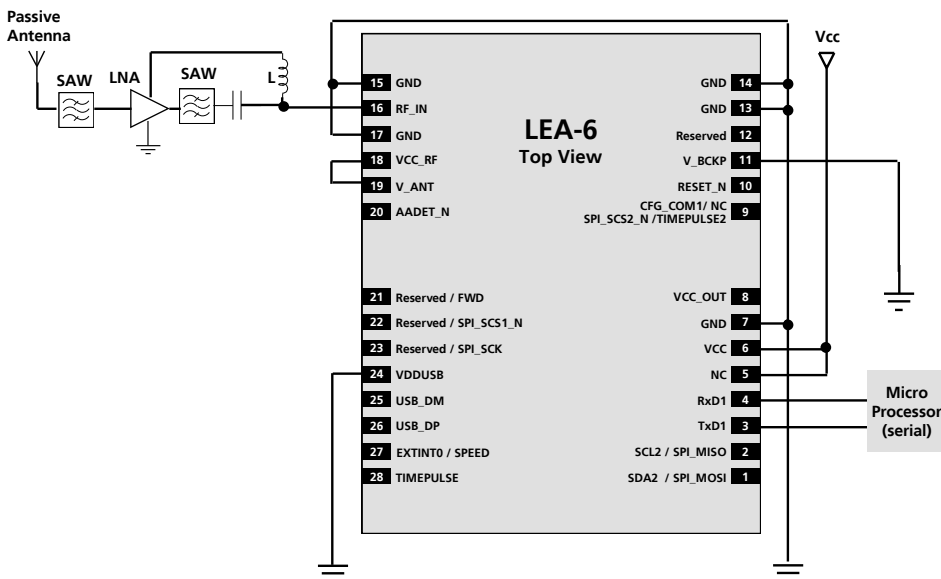 Passive
Antenna
SAW
LNA
SAW
L
Vcc
LEA-6
Top View
15 GND
16 RF_IN
17 GND
18 VCC_RF
19 V_ANT
20 AADET_N
21 Reserved / FWD
22 Reserved / SPI_SCS1_N
23 Reserved / SPI_SCK
24 VDDUSB
25 USB_DM
26 USB_DP
27 EXTINT0 / SPEED
28 TIMEPULSE
GND 14
GND 13
Reserved 12
V_BCKP 11
RESET_N 10
CFG_COM1/ NC
SPI_SCS2_N /TIMEPULSE2 9
VCC_OUT 8
GND 7
VCC 6
NC 5
RxD1 4
TxD1 3
SCL2 / SPI_MISO 2
SDA2 / SPI_MOSI 1
Micro
Processor
(serial)